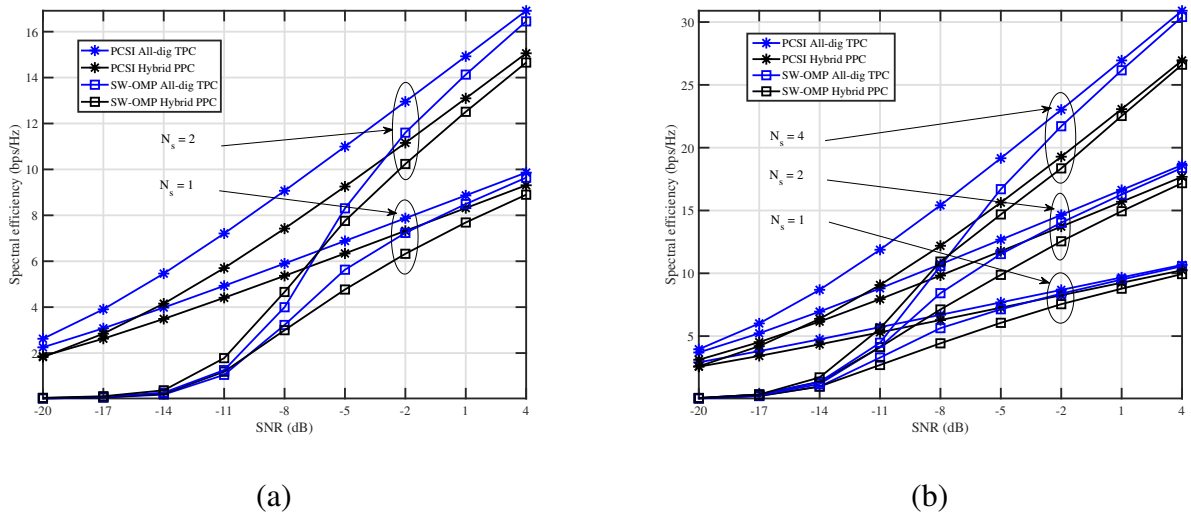 16
14
12
10
8
6
4
2
Spectral efficiency (bps/Hz)
PCSI All-dig TPC
PCSI Hybrid PPC
SW-OMP All-dig TPC
SW-OMP Hybrid PPC
N_s = 2
N_s = 1
-20 -17 -14 -11 -8 -5 -2 1 4
SNR (dB)
(a)
30
25
20
15
10
5
0
Spectral efficiency (bps/Hz)
PCSI All-dig TPC
PCSI Hybrid PPC
SW-OMP All-dig TPC
SW-OMP Hybrid PPC
N_s = 4
N_s = 2
N_s = 1
-20 -17 -14 -11 -8 -5 -2 1 4
SNR (dB)
(b)